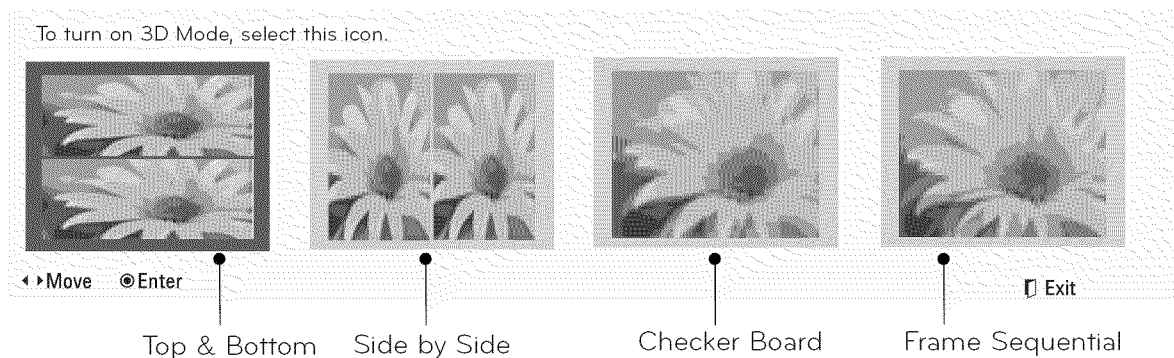 To turn on 3D Mode, select this icon.
Move Enter Exit
Top & Bottom Side by Side Checker Board Frame Sequential